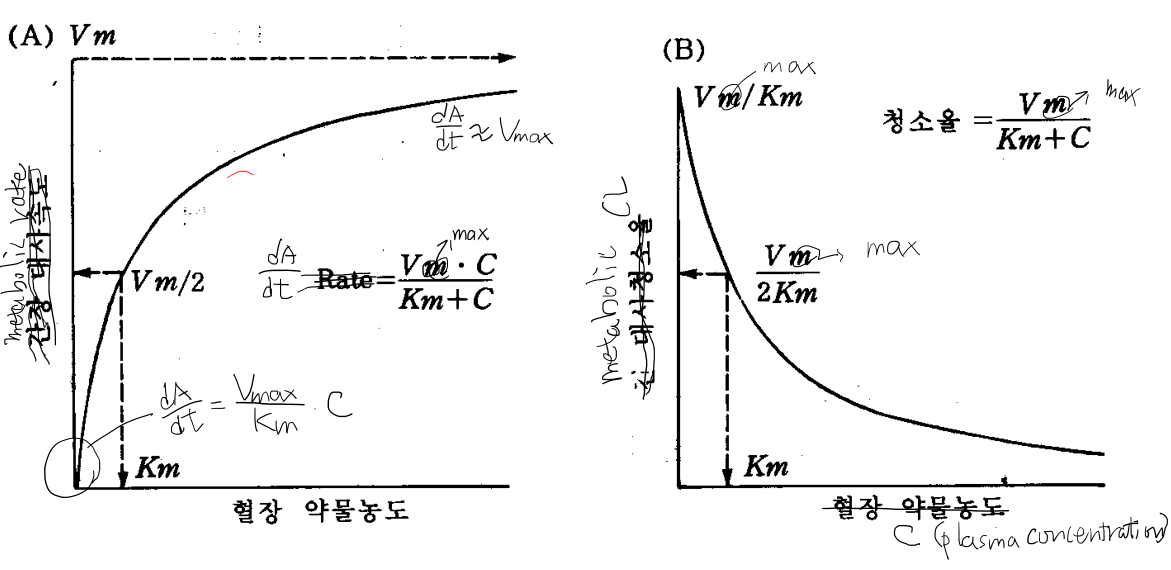 (A) Vm
dA/dt ≈ Vmax
metabolic rate
간장 대사속도
Vm/2
dA/dt Rate = Vm · C / Km + C
max
dA/dt = Vmax/Km · C
Km
혈장 약물농도
(B)
max
Vm/Km
청소율 = Vm / Km + C
max
metabolic CL
대사청소율
Vm/2Km
max
Km
혈장 약물농도
C (plasma concentration)